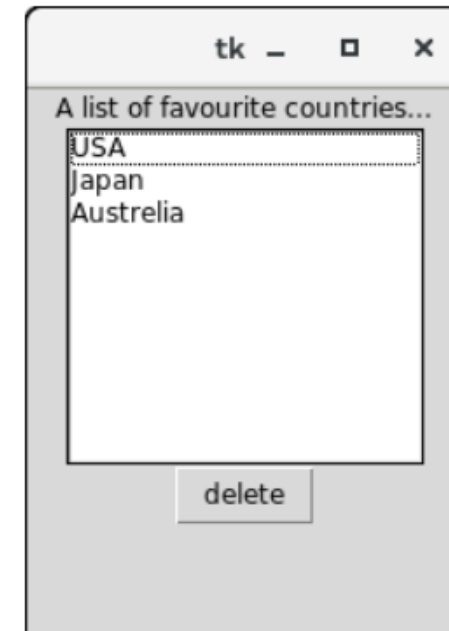 tk
A list of favourite countries...
USA
Japan
Austrelia
delete